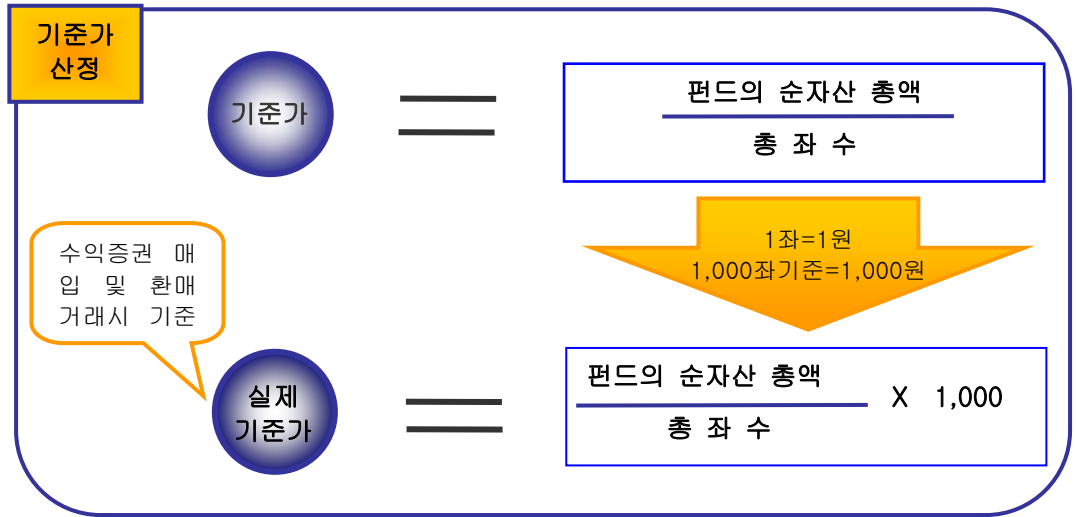 기준가
산정
기준가
펀드의 순자산 총액
총 좌 수
1좌=1원
1,000좌기준=1,000원
수익증권 매
입 및 환매
거래시 기준
실제
기준가
펀드의 순자산 총액
총 좌 수
X 1,000